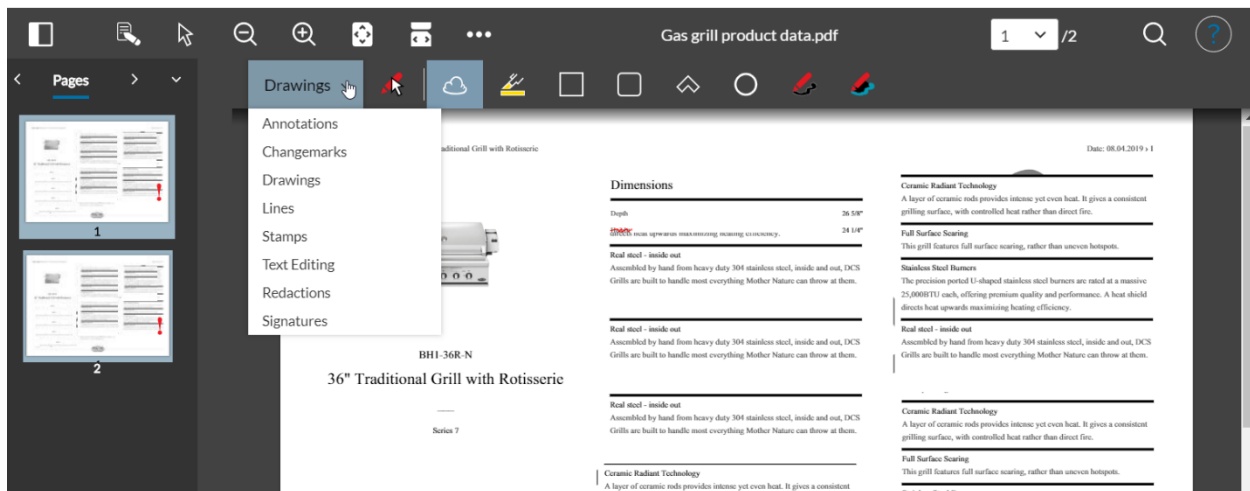 Gas grill product data.pdf
1
/2
?
Pages
Drawings
Annotations
Changemarks
Drawings
Lines
Stamps
Text Editing
Redactions
Signatures
1
2
aditional Grill with Rotisserie
Date: 08.04.2019 › 1
BH1-36R-N
36" Traditional Grill with Rotisserie
Series 7
Dimensions
Depth 26 5/8"
24 1/4"
directs heat upwards maximizing heating efficiency.
Real steel - inside out
Assembled by hand from heavy duty 304 stainless steel, inside and out, DCS
Grills are built to handle most everything Mother Nature can throw at them.
Real steel - inside out
Assembled by hand from heavy duty 304 stainless steel, inside and out, DCS
Grills are built to handle most everything Mother Nature can throw at them.
Real steel - inside out
Assembled by hand from heavy duty 304 stainless steel, inside and out, DCS
Grills are built to handle most everything Mother Nature can throw at them.
Ceramic Radiant Technology
A layer of ceramic rods provides intense yet even heat. It gives a consistent
Ceramic Radiant Technology
A layer of ceramic rods provides intense yet even heat. It gives a consistent
grilling surface, with controlled heat rather than direct fire.
Full Surface Searing
This grill features full surface searing, rather than uneven hotspots.
Stainless Steel Burners
The precision ported U-shaped stainless steel burners are rated at a massive
25,000BTU each, offering premium quality and performance. A heat shield
directs heat upwards maximizing heating efficiency.
Real steel - inside out
Assembled by hand from heavy duty 304 stainless steel, inside and out, DCS
Grills are built to handle most everything Mother Nature can throw at them.
Ceramic Radiant Technology
A layer of ceramic rods provides intense yet even heat. It gives a consistent
grilling surface, with controlled heat rather than direct fire.
Full Surface Searing
This grill features full surface searing, rather than uneven hotspots.